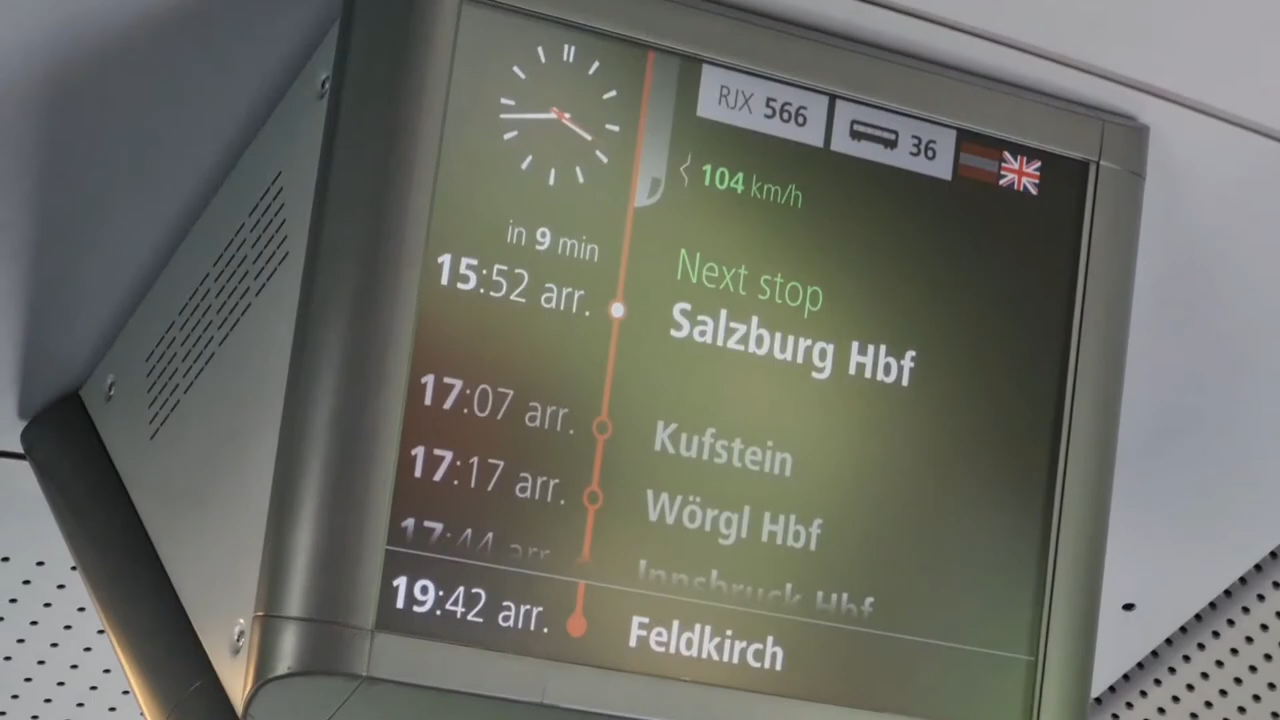 RJX 566
36
104 km/h
in 9 min
Next stop
15:52 arr.
Salzburg Hbf
17:07 arr.
Kufstein
17:17 arr.
Wörgl Hbf
17:44 arr.
Innsbruck Hbf
19:42 arr.
Feldkirch